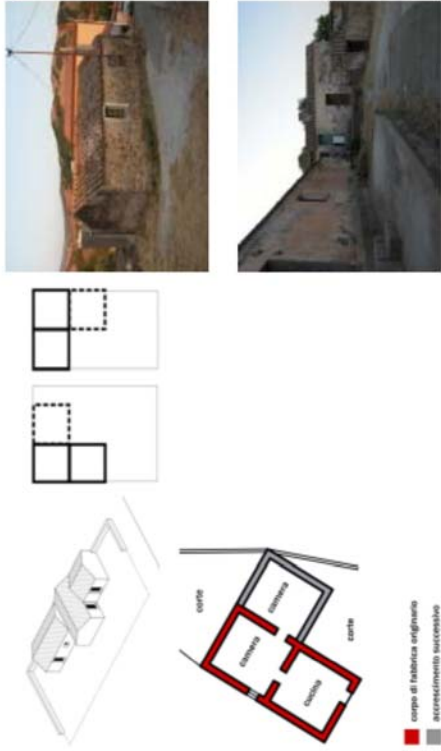 corte
camera
camera
cucina
corte
corpo di fabbrica originario
accrescimento successivo